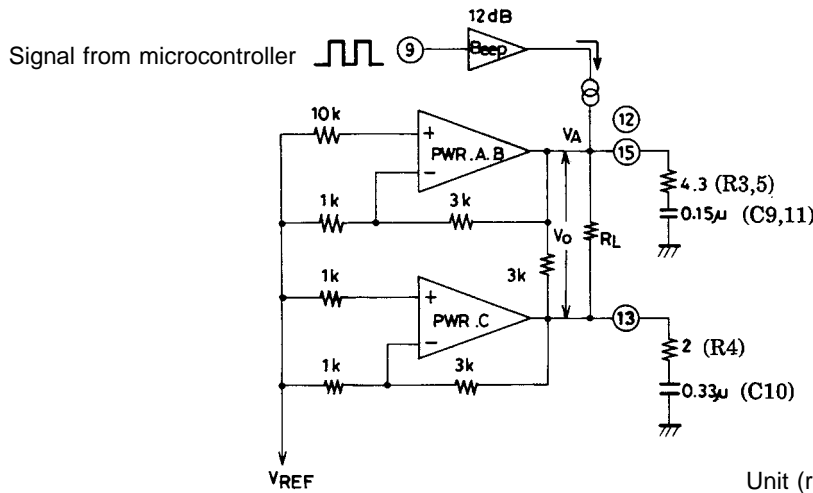 12dB
Signal from microcontroller
9
Beep
10k
+
PWR.A.B
−
VA
12
15
4.3 (R3,5)
1k
3k
0.15μ (C9,11)
Vo
RL
3k
1k
+
PWR.C
−
13
2 (R4)
1k
3k
0.33μ (C10)
VREF
Unit (r